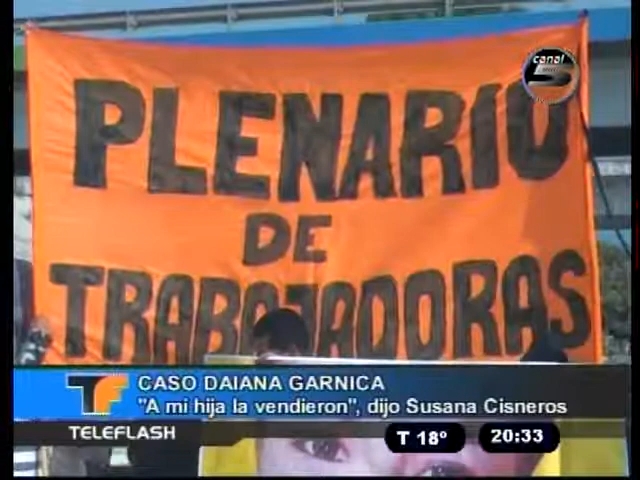 PLENARIO
DE
TRABAJADORAS
canal
5
TF
CASO DAIANA GARNICA
"A mi hija la vendieron", dijo Susana Cisneros
TELEFLASH
T 18°
20:33